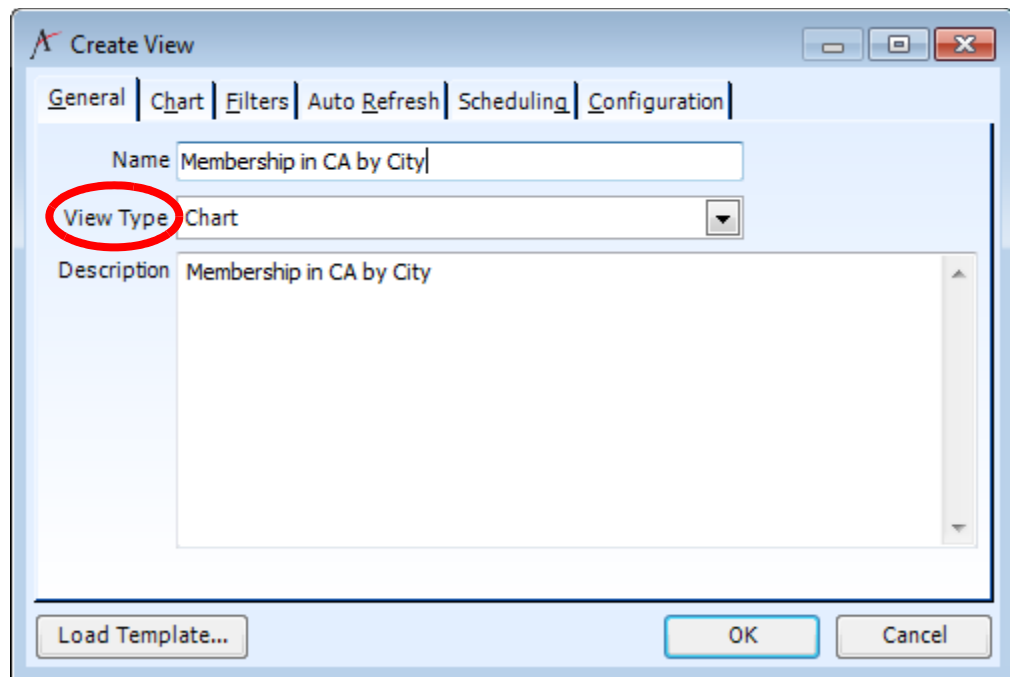 Create View
General Chart Filters Auto Refresh Scheduling Configuration
Name Membership in CA by City
View Type Chart
Description Membership in CA by City
Load Template... OK Cancel